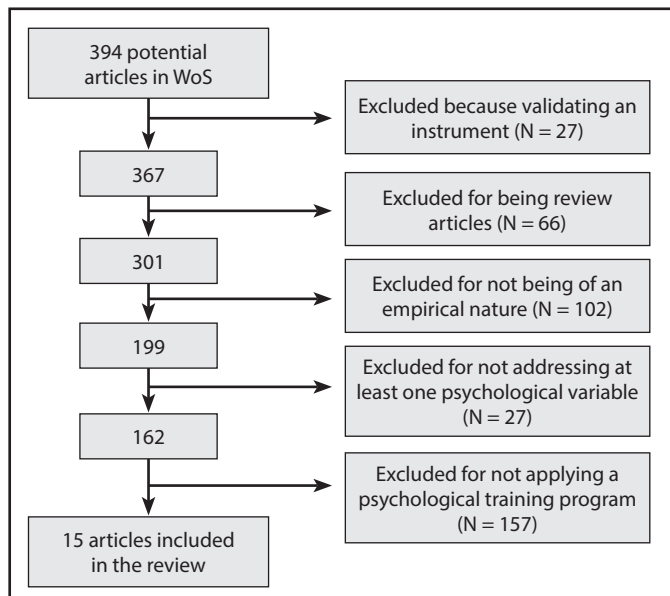 394 potential
articles in WoS
Excluded because validating an
instrument (N = 27)
367
Excluded for being review
articles (N = 66)
301
Excluded for not being of an
empirical nature (N = 102)
199
Excluded for not addressing at
least one psychological variable
(N = 27)
162
Excluded for not applying a
psychological training program
(N = 157)
15 articles included
in the review